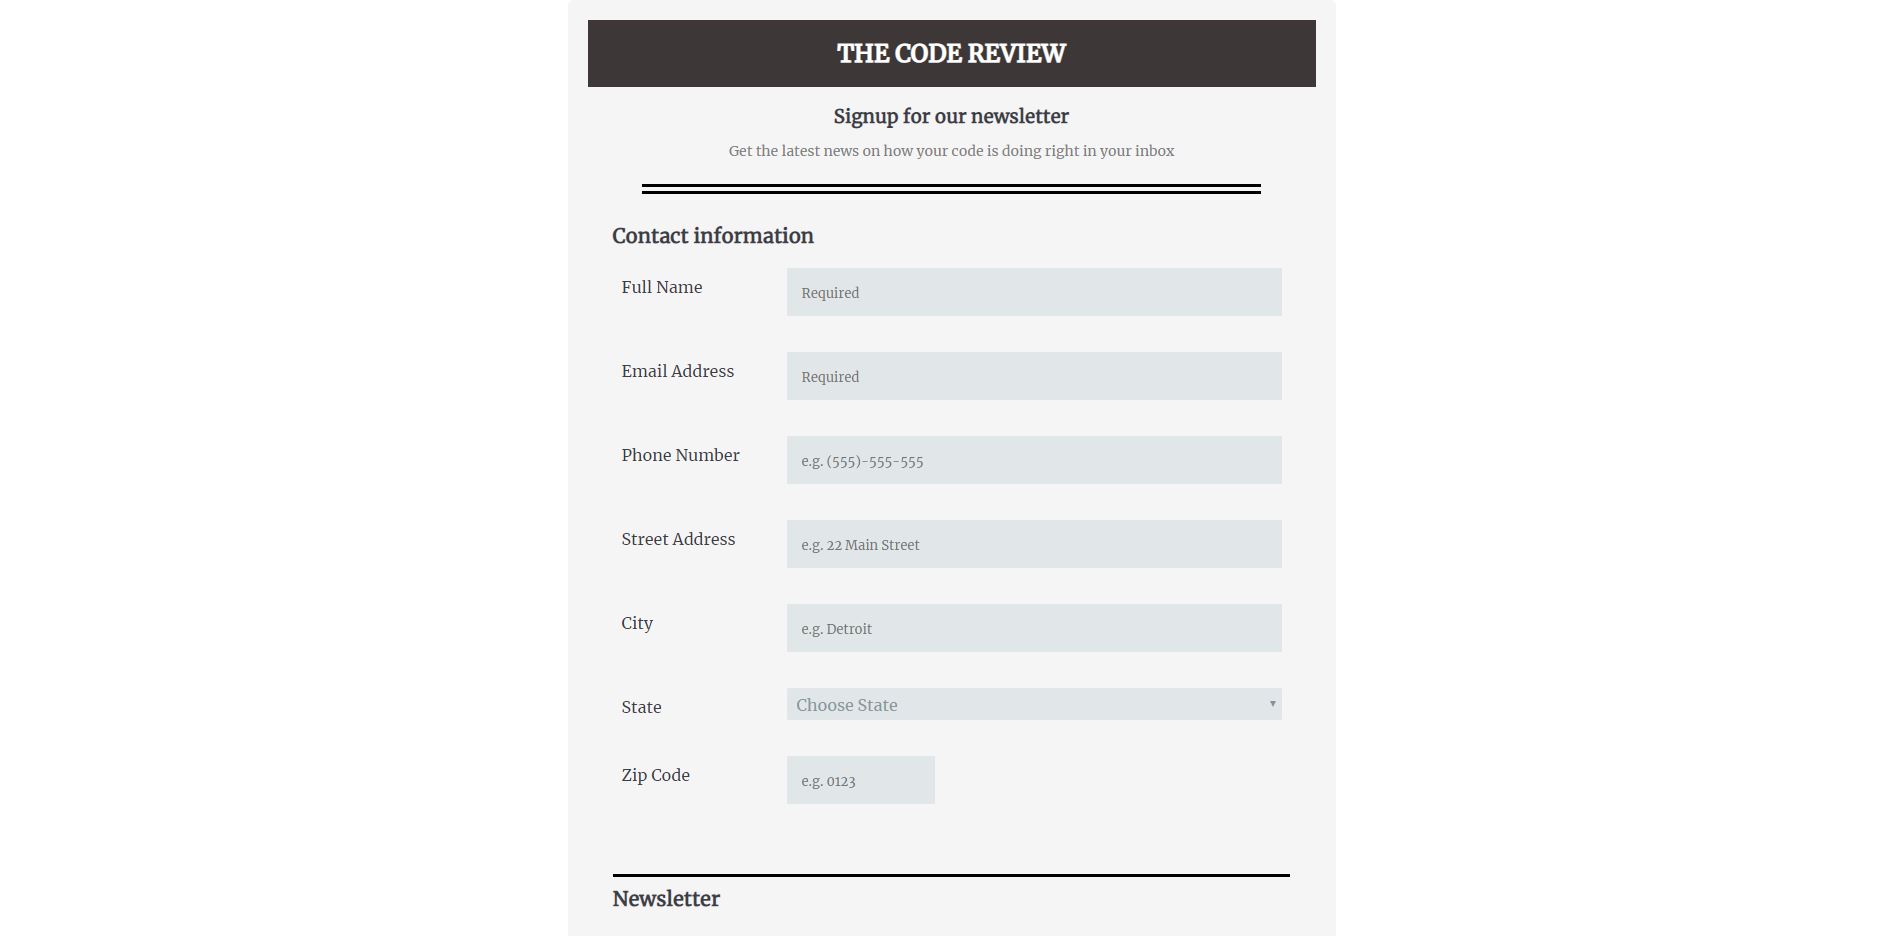 THE CODE REVIEW
Signup for our newsletter
Get the latest news on how your code is doing right in your inbox
Contact information
Full Name
Required
Email Address
Required
Phone Number
e.g. (555)-555-555
Street Address
e.g. 22 Main Street
City
e.g. Detroit
State
Choose State
Zip Code
e.g. 0123
Newsletter